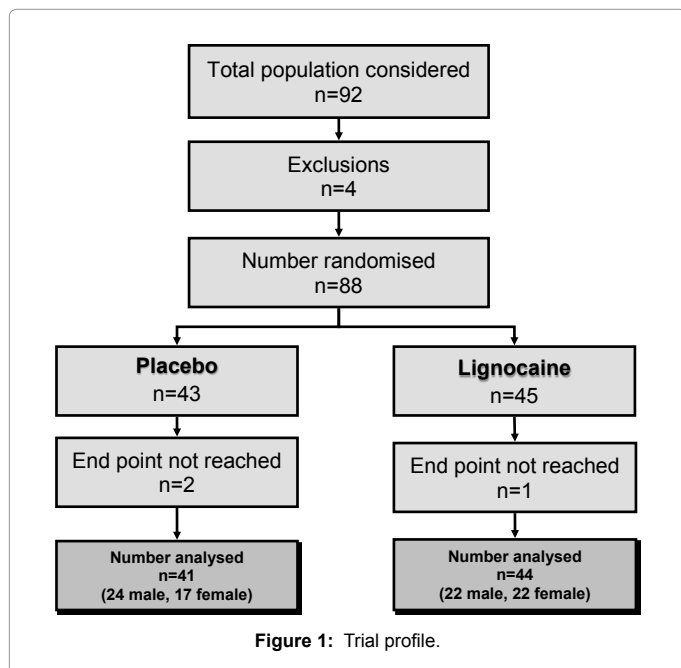 Total population considered
n=92
Exclusions
n=4
Number randomised
n=88
Placebo
n=43
Lignocaine
n=45
End point not reached
n=2
End point not reached
n=1
Number analysed
n=41
(24 male, 17 female)
Number analysed
n=44
(22 male, 22 female)
Figure 1: Trial profile.